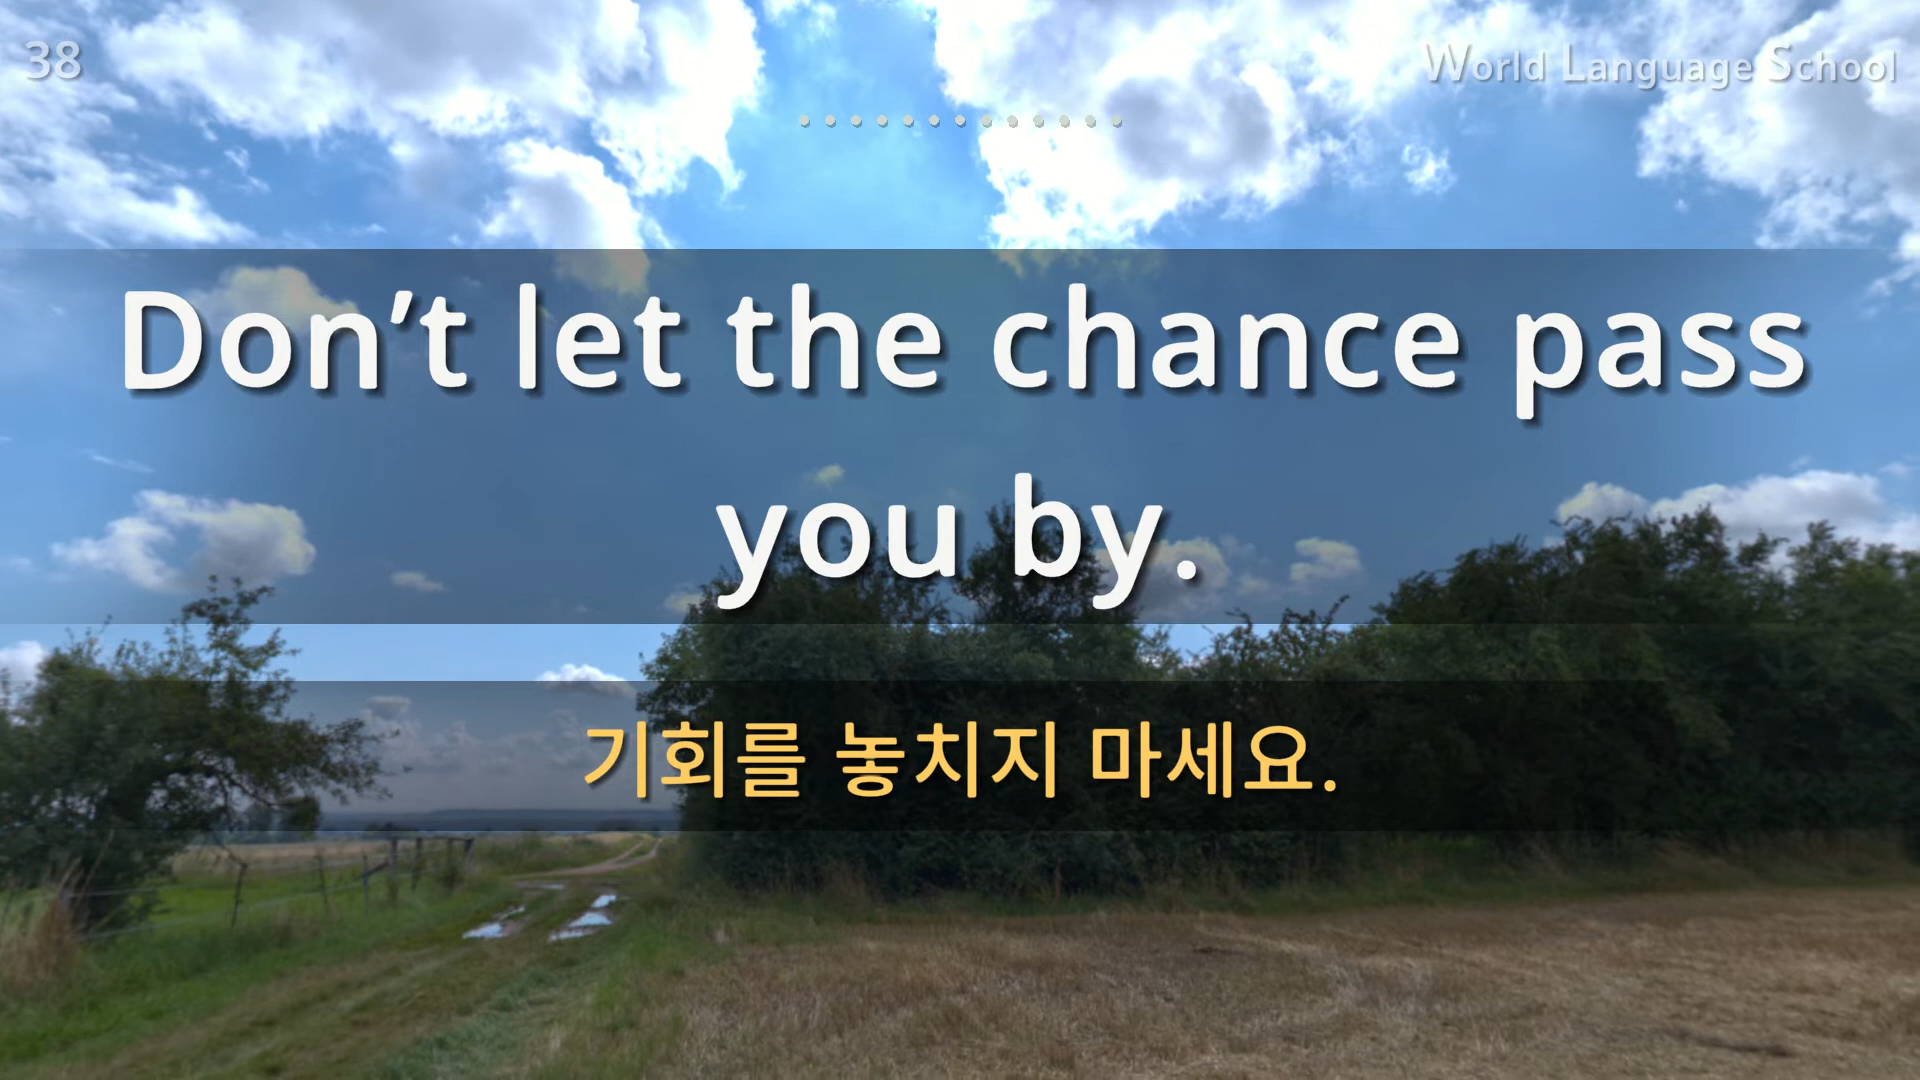 38
World Language School
Don’t let the chance pass
you by.
기회를 놓치지 마세요.